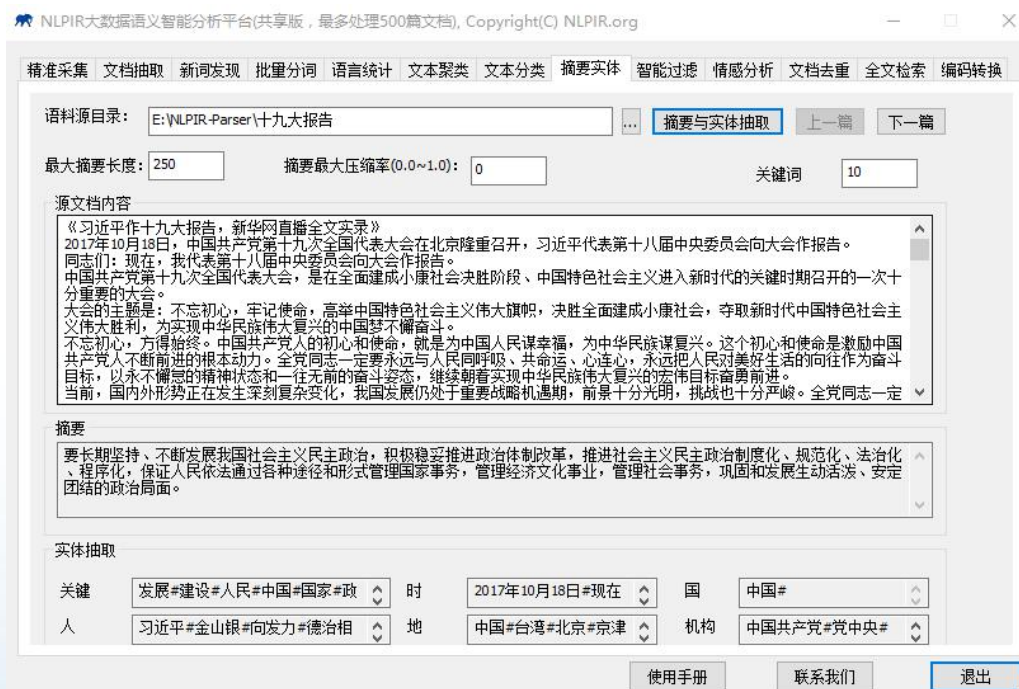 NLPIR大数据语义智能分析平台(共享版，最多处理500篇文档), Copyright(C) NLPIR.org
精准采集 文档抽取 新词发现 批量分词 语言统计 文本聚类 文本分类 摘要实体 智能过滤 情感分析 文档去重 全文检索 编码转换
语料源目录： E:\NLPIR-Parser\十九大报告 ... 摘要与实体抽取 上一篇 下一篇
最大摘要长度： 250 摘要最大压缩率(0.0~1.0)： 0 关键词 10
源文档内容
《习近平作十九大报告，新华网直播全文实录》
2017年10月18日，中国共产党第十九次全国代表大会在北京隆重召开，习近平代表第十八届中央委员会向大会作报告。
同志们：现在，我代表第十八届中央委员会向大会作报告。
中国共产党第十九次全国代表大会，是在全面建成小康社会决胜阶段、中国特色社会主义进入新时代的关键时期召开的一次十
分重要的大会。
大会的主题是：不忘初心，牢记使命，高举中国特色社会主义伟大旗帜，决胜全面建成小康社会，夺取新时代中国特色社会主
义伟大胜利，为实现中华民族伟大复兴的中国梦不懈奋斗。
不忘初心，方得始终。中国共产党人的初心和使命，就是为中国人民谋幸福，为中华民族谋复兴。这个初心和使命是激励中国
共产党人不断前进的根本动力。全党同志一定要永远与人民同呼吸、共命运、心连心，永远把人民对美好生活的向往作为奋斗
目标，以永不懈怠的精神状态和一往无前的奋斗姿态，继续朝着实现中华民族伟大复兴的宏伟目标奋勇前进。
当前，国内外形势正在发生深刻复杂变化，我国发展仍处于重要战略机遇期，前景十分光明，挑战也十分严峻。全党同志一定
摘要
要长期坚持、不断发展我国社会主义民主政治，积极稳妥推进政治体制改革，推进社会主义民主政治制度化、规范化、法治化
、程序化，保证人民依法通过各种途径和形式管理国家事务，管理经济文化事业，管理社会事务，巩固和发展生动活泼、安定
团结的政治局面。
实体抽取
关键 发展#建设#人民#中国#国家#政 时 2017年10月18日#现在 国 中国#
人 习近平#金山银#向发力#德治相 地 中国#台湾#北京#京津 机构 中国共产党#党中央#
使用手册 联系我们 退出